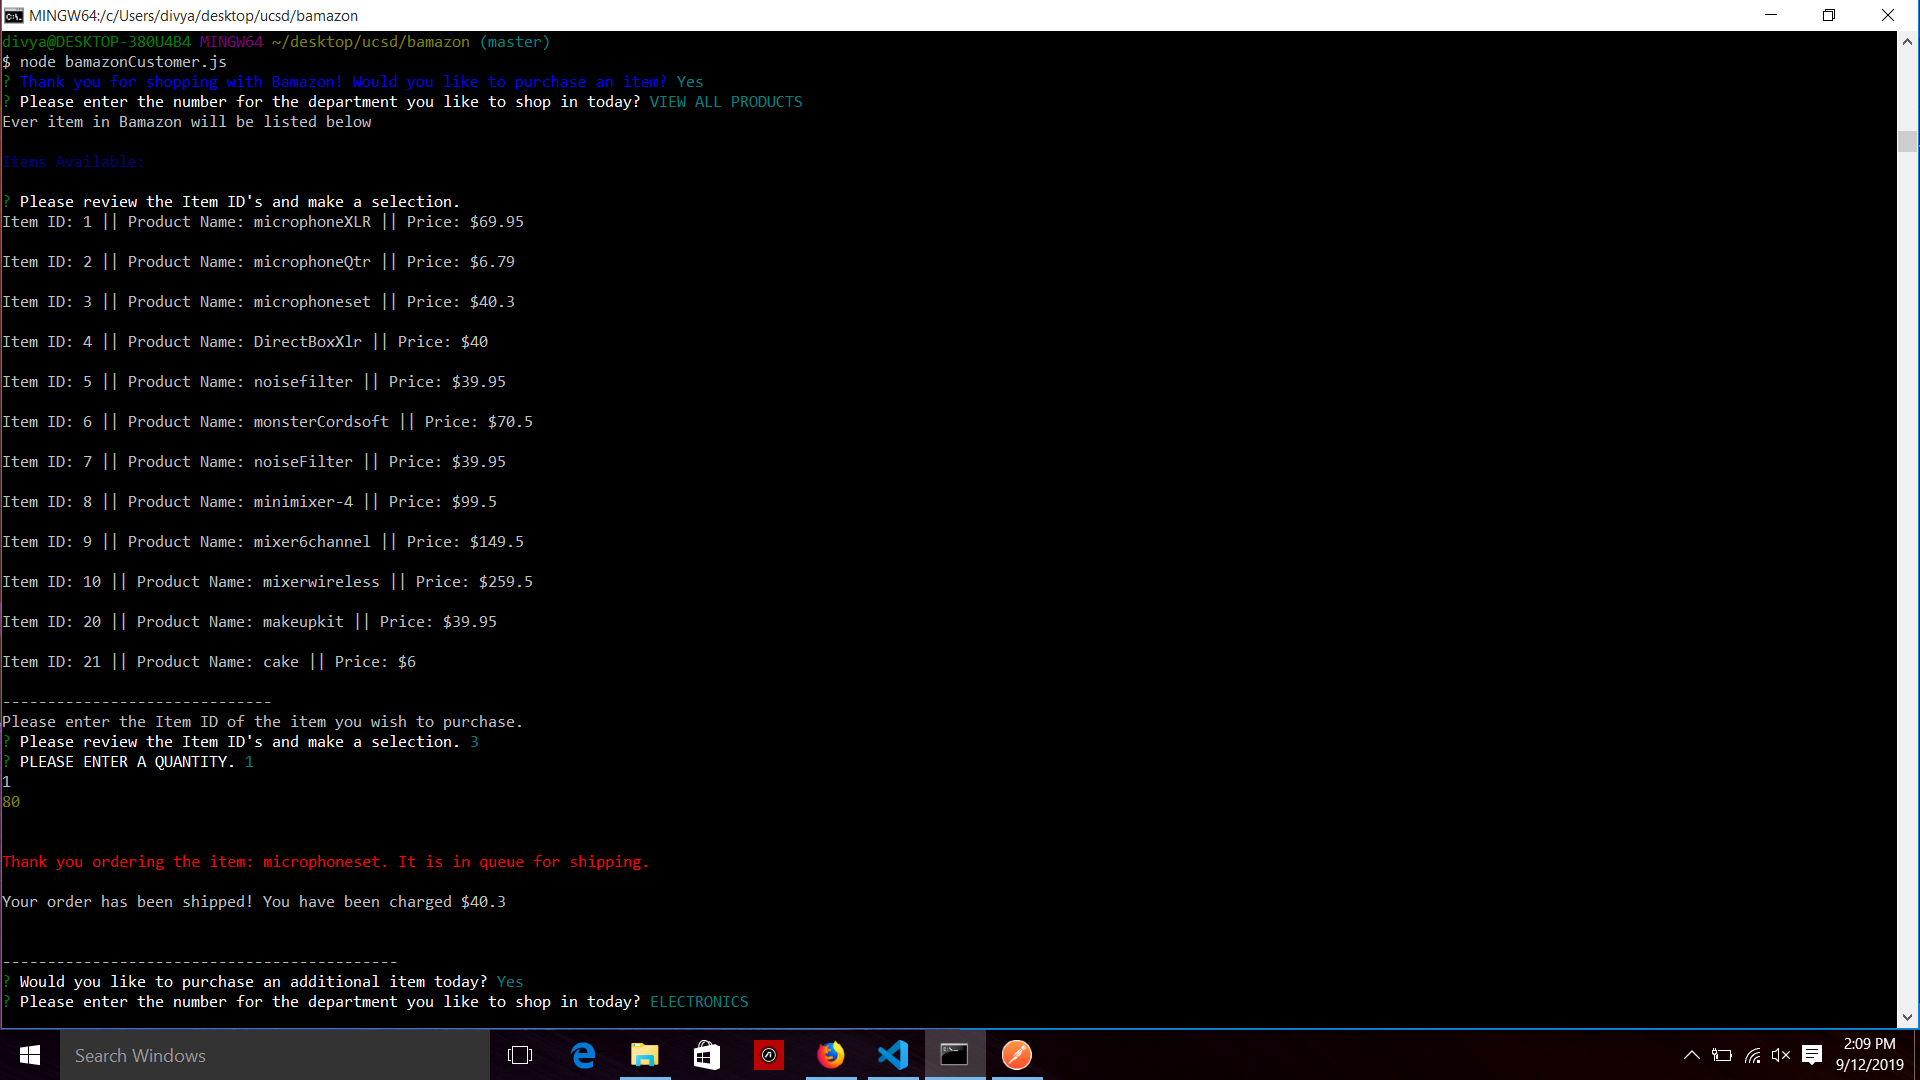 MINGW64:/c/Users/divya/desktop/ucsd/bamazon
divya@DESKTOP-380U4B4 MINGW64 ~/desktop/ucsd/bamazon (master)
$ node bamazonCustomer.js
? Thank you for shopping with Bamazon! Would you like to purchase an item? Yes
? Please enter the number for the department you like to shop in today? VIEW ALL PRODUCTS
Ever item in Bamazon will be listed below
Items Available:
? Please review the Item ID's and make a selection.
Item ID: 1 || Product Name: microphoneXLR || Price: $69.95
Item ID: 2 || Product Name: microphoneQtr || Price: $6.79
Item ID: 3 || Product Name: microphoneset || Price: $40.3
Item ID: 4 || Product Name: DirectBoxXlr || Price: $40
Item ID: 5 || Product Name: noisefilter || Price: $39.95
Item ID: 6 || Product Name: monsterCordsoft || Price: $70.5
Item ID: 7 || Product Name: noiseFilter || Price: $39.95
Item ID: 8 || Product Name: minimixer-4 || Price: $99.5
Item ID: 9 || Product Name: mixer6channel || Price: $149.5
Item ID: 10 || Product Name: mixerwireless || Price: $259.5
Item ID: 20 || Product Name: makeupkit || Price: $39.95
Item ID: 21 || Product Name: cake || Price: $6
------------------------------
Please enter the Item ID of the item you wish to purchase.
? Please review the Item ID's and make a selection. 3
? PLEASE ENTER A QUANTITY. 1
1
80
Thank you ordering the item: microphoneset. It is in queue for shipping.
Your order has been shipped! You have been charged $40.3
--------------------------------------------
? Would you like to purchase an additional item today? Yes
? Please enter the number for the department you like to shop in today? ELECTRONICS
Search Windows
2:09 PM
9/12/2019